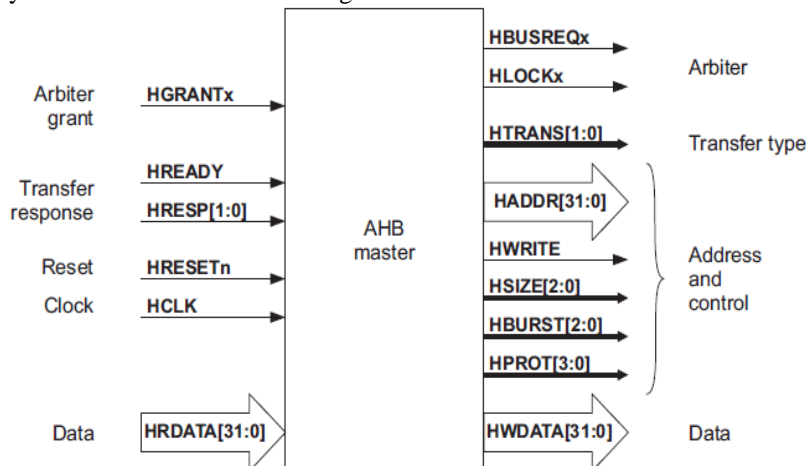 HBUSREQx
HLOCKx
Arbiter
Arbiter
grant
HGRANTx
HTRANS[1:0]
Transfer type
Transfer
response
HREADY
HRESP[1:0]
AHB
master
HADDR[31:0]
HWRITE
HSIZE[2:0]
HBURST[2:0]
HPROT[3:0]
Address
and
control
Reset
HRESETn
Clock
HCLK
Data
HRDATA[31:0]
HWDATA[31:0]
Data